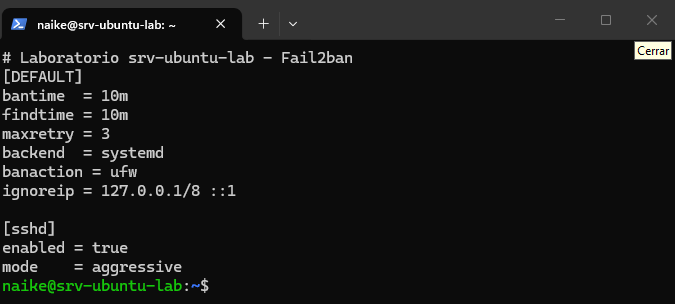 naike@srv-ubuntu-lab: ~
Cerrar
# Laboratorio srv-ubuntu-lab - Fail2ban
[DEFAULT]
bantime  = 10m
findtime = 10m
maxretry = 3
backend  = systemd
banaction = ufw
ignoreip = 127.0.0.1/8 ::1
[sshd]
enabled = true
mode    = aggressive
naike@srv-ubuntu-lab:~$